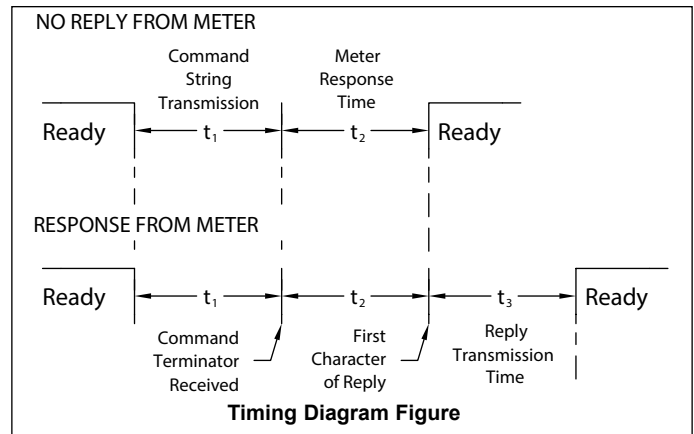 NO REPLY FROM METER
Command
String
Transmission
Meter
Response
Time
Ready
t₁
t₂
Ready
RESPONSE FROM METER
Ready
t₁
t₂
t₃
Ready
Command
Terminator
Received
First
Character
of Reply
Reply
Transmission
Time
Timing Diagram Figure